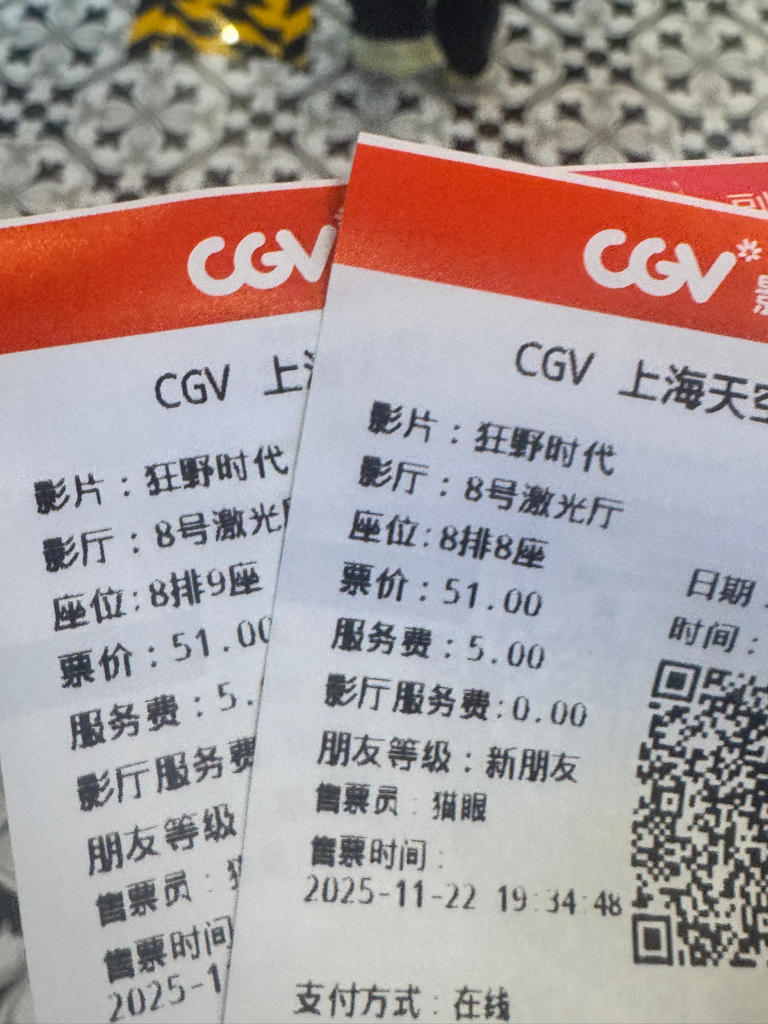 CGV
CGV 上
影片：狂野时代
影厅：8号激光
座位:8排9座
票价：51.00
服务费：5.
影厅服务费
朋友等级
售票员：
售票时间
2025-1
副
CGV
影
CGV 上海天空
影片：狂野时代
影厅：8号激光厅
座位:8排8座
票价：51.00
服务费：5.00
影厅服务费:0.00
朋友等级：新朋友
售票员：猫眼
售票时间：
2025-11-22 19:34:48
支付方式：在线
日期：
时间：